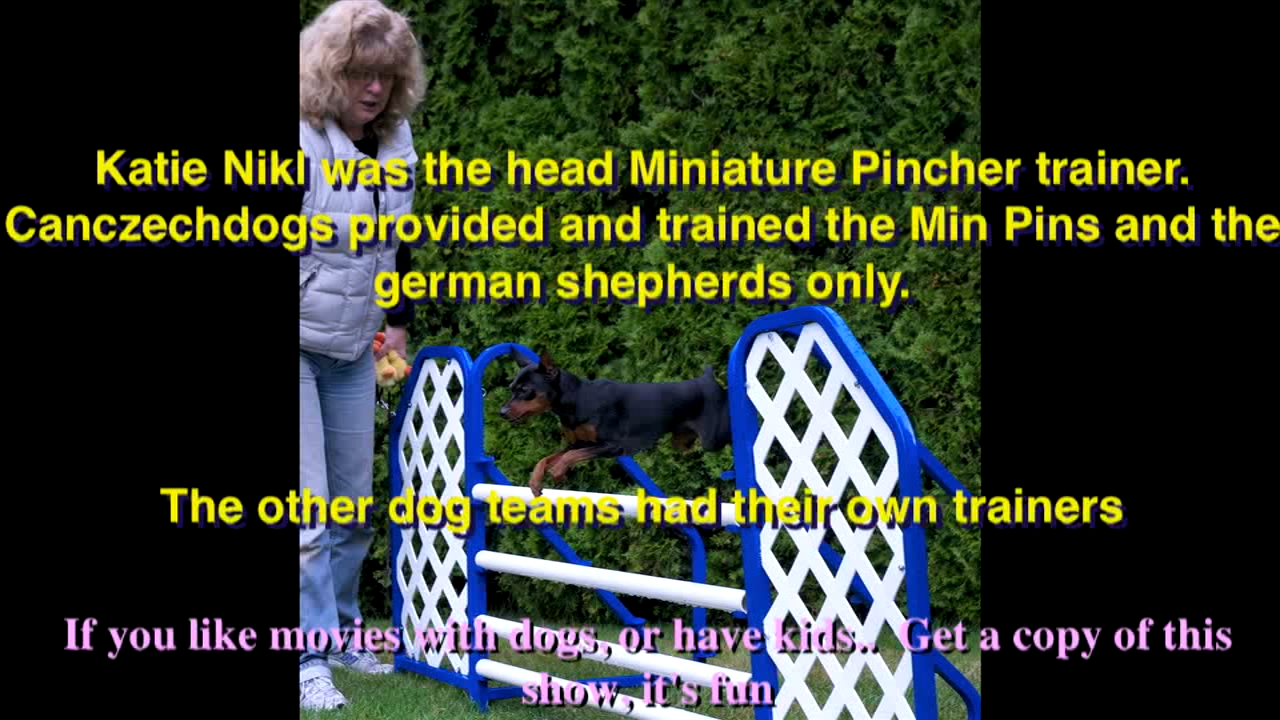 Katie Nikl was the head Miniature Pincher trainer.
Canczechdogs provided and trained the Min Pins and the
german shepherds only.
The other dog teams had their own trainers
If you like movies with dogs, or have kids..  Get a copy of this
show, it's fun